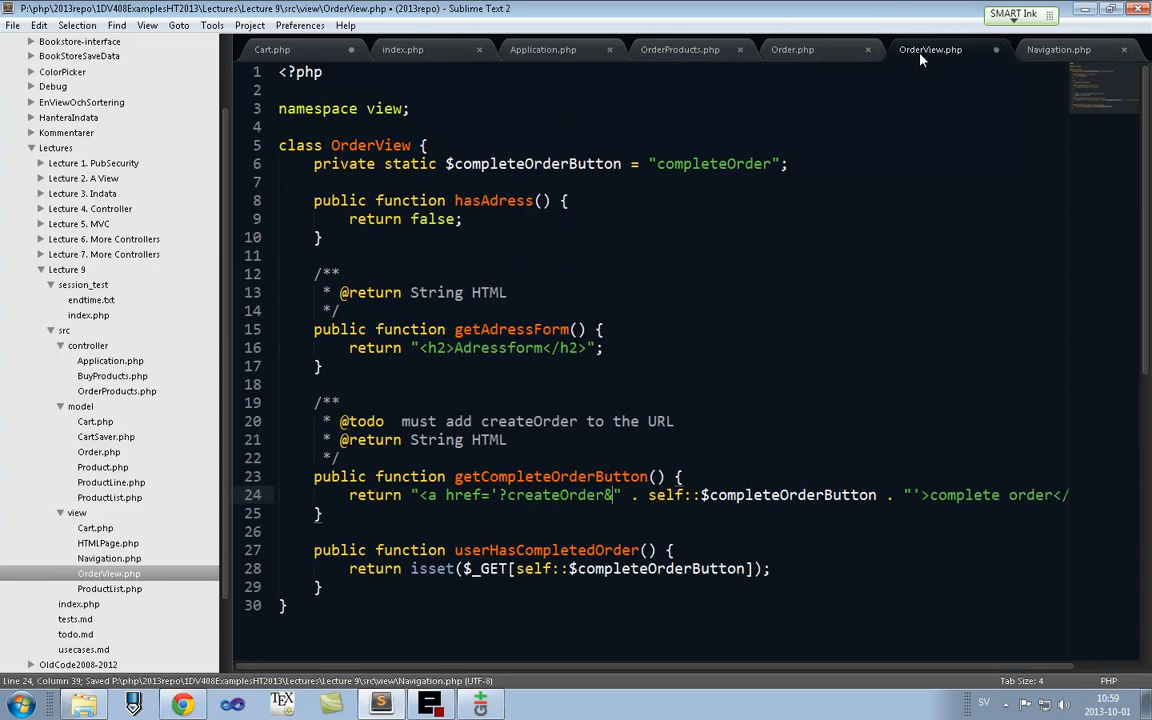 P:\php\2013repo\1DV408ExamplesHT2013\Lectures\Lecture 9\src\view\OrderView.php • (2013repo) - Sublime Text 2
SMART Ink
File Edit Selection Find View Goto Tools Project Preferences Help
Cart.php index.php Application.php OrderProducts.php Order.php OrderView.php Navigation.php
Bookstore-interface
BookStoreSaveData
ColorPicker
Debug
EnViewOchSortering
HanteraIndata
Kommentarer
Lectures
Lecture 1. PubSecurity
Lecture 2. A View
Lecture 3. Indata
Lecture 4. Controller
Lecture 5. MVC
Lecture 6. More Controllers
Lecture 7. More Controllers
Lecture 9
session_test
endtime.txt
index.php
src
controller
Application.php
BuyProducts.php
OrderProducts.php
model
Cart.php
CartSaver.php
Order.php
Product.php
ProductLine.php
ProductList.php
view
Cart.php
HTMLPage.php
Navigation.php
OrderView.php
ProductList.php
index.php
tests.md
todo.md
usecases.md
OldCode2008-2012
1 <?php
2
3 namespace view;
4
5 class OrderView {
6 private static $completeOrderButton = "completeOrder";
7
8 public function hasAdress() {
9 return false;
10 }
11
12 /**
13 * @return String HTML
14 */
15 public function getAdressForm() {
16 return "<h2>Adressform</h2>";
17 }
18
19 /**
20 * @todo must add createOrder to the URL
21 * @return String HTML
22 */
23 public function getCompleteOrderButton() {
24 return "<a href='?createOrder&" . self::$completeOrderButton . "'>complete order</
25 }
26
27 public function userHasCompletedOrder() {
28 return isset($_GET[self::$completeOrderButton]);
29 }
30 }
Line 24, Column 39; Saved P:\php\2013repo\1DV408ExamplesHT2013\Lectures\Lecture 9\src\view\Navigation.php (UTF-8)
Tab Size: 4 PHP
TEX
SV
10:59
2013-10-01